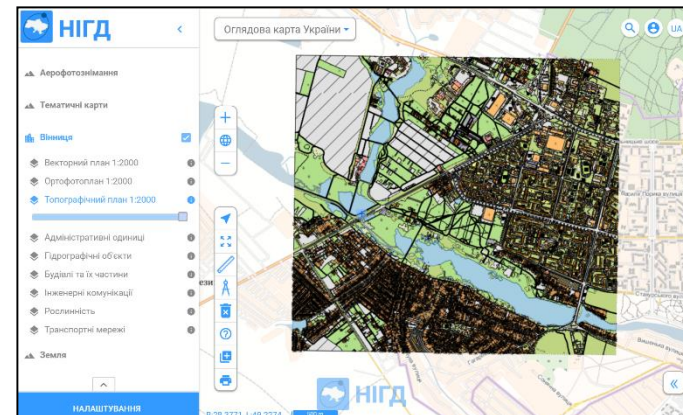 НІГД
Оглядова карта України
UA
Аерофотознімання
Тематичні карти
Вінниця
Векторний план 1:2000
Ортофотоплан 1:2000
Топографічний план 1:2000
Адміністративні одиниці
Гідрографічні об'єкти
Будівлі та їх частини
Інженерні комунікації
Рослинність
Транспортні мережі
Земля
НАЛАШТУВАННЯ
НІГД